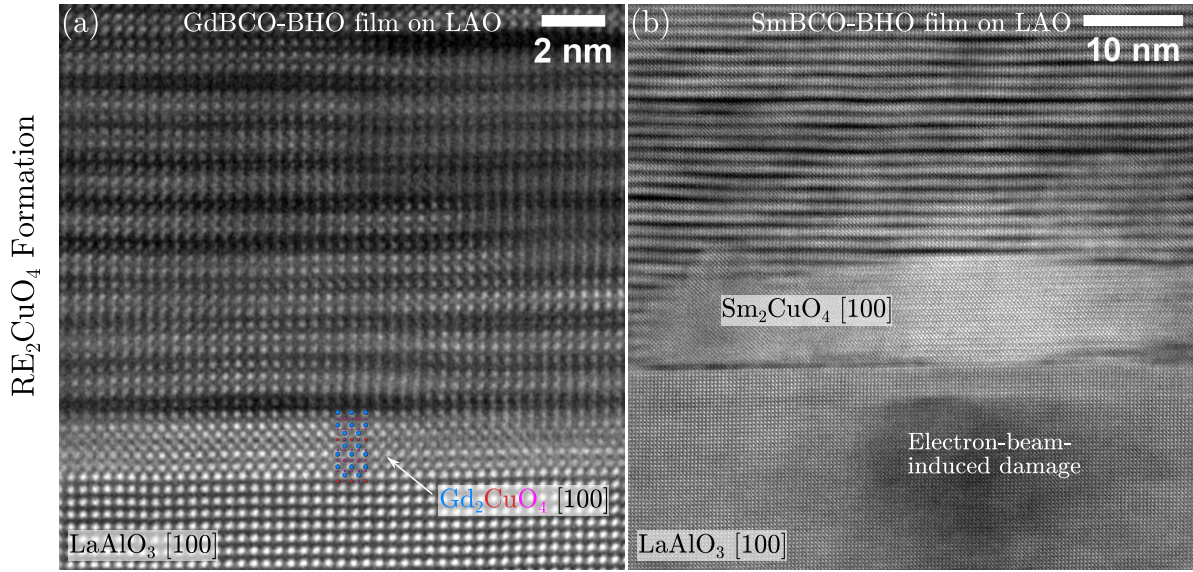 RE₂CuO₄ Formation
(a)
GdBCO-BHO film on LAO
2 nm
Gd₂CuO₄ [100]
LaAlO₃ [100]
(b)
SmBCO-BHO film on LAO
10 nm
Sm₂CuO₄ [100]
Electron-beam-
induced damage
LaAlO₃ [100]